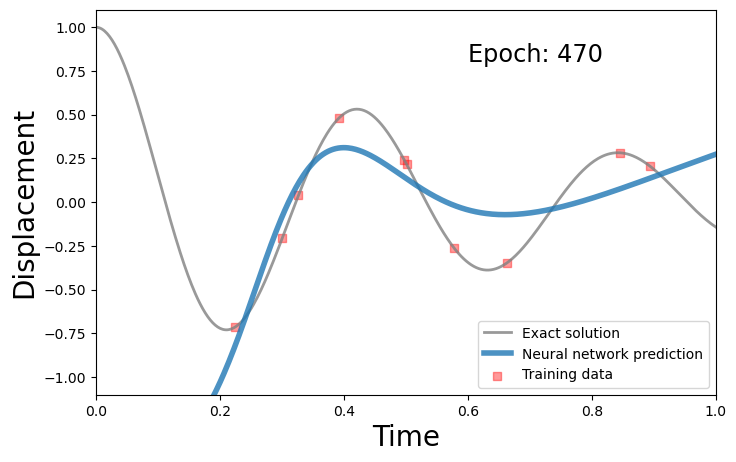 Epoch: 470
1.00
0.75
0.50
0.25
0.00
−0.25
−0.50
−0.75
−1.00
Displacement
Exact solution
Neural network prediction
Training data
0.0 0.2 0.4 0.6 0.8 1.0
Time